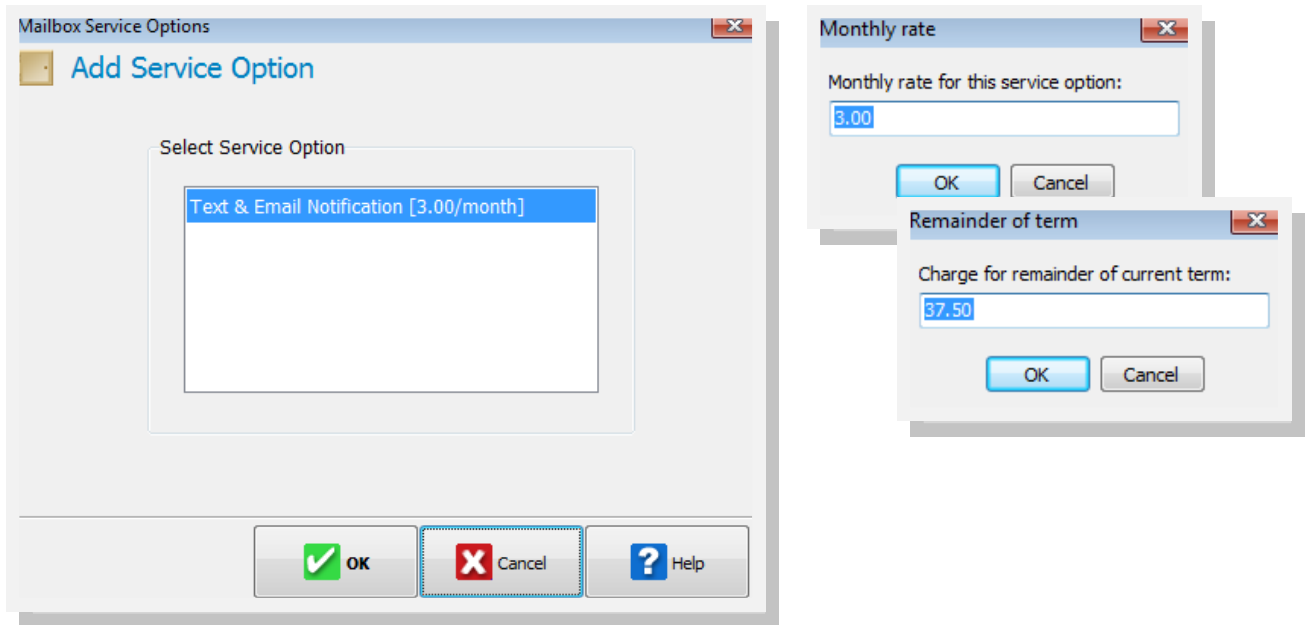 Mailbox Service Options
Add Service Option
Select Service Option
Text & Email Notification [3.00/month]
OK
Cancel
Help
Monthly rate
Monthly rate for this service option:
3.00
OK
Cancel
Remainder of term
Charge for remainder of current term:
37.50
OK
Cancel